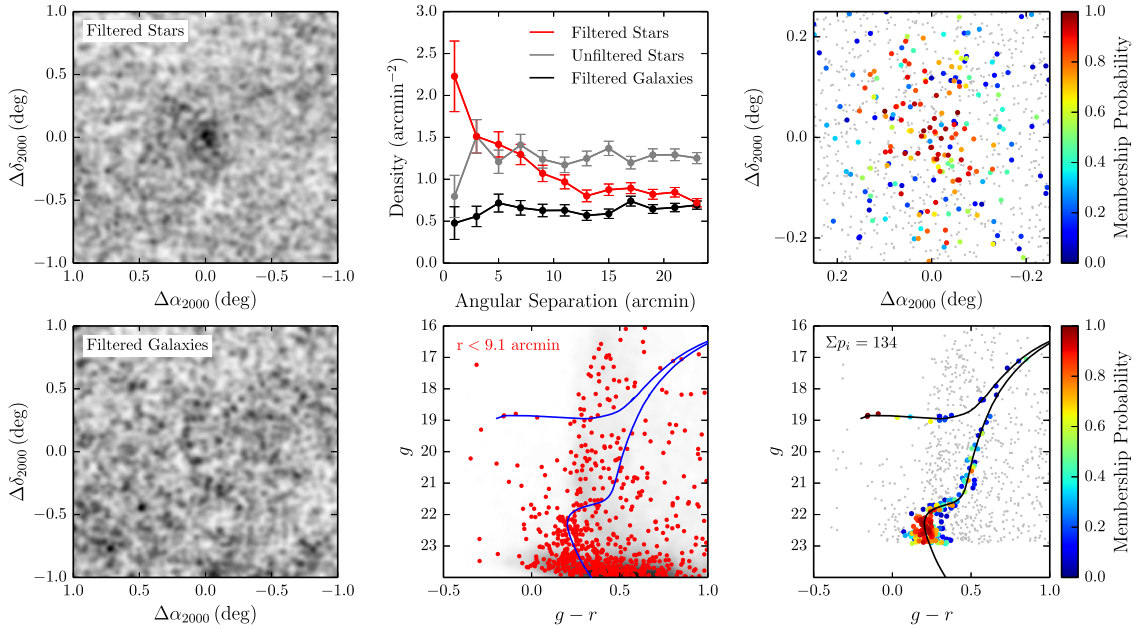 Filtered Stars
1.0
0.5
0.0
−0.5
−1.0
Δδ2000 (deg)
1.0 0.5 0.0 −0.5 −1.0
Δα2000 (deg)
Filtered Stars
Unfiltered Stars
Filtered Galaxies
3.0
2.5
2.0
1.5
1.0
0.5
0.0
Density (arcmin⁻²)
0 5 10 15 20
Angular Separation (arcmin)
0.2
0.0
−0.2
Δδ2000 (deg)
0.2 0.0 −0.2
Δα2000 (deg)
1.0
0.8
0.6
0.4
0.2
0.0
Membership Probability
Filtered Galaxies
1.0
0.5
0.0
−0.5
−1.0
Δδ2000 (deg)
1.0 0.5 0.0 −0.5 −1.0
Δα2000 (deg)
r < 9.1 arcmin
16
17
18
19
20
21
22
23
g
−0.5 0.0 0.5 1.0
g − r
Σpi = 134
16
17
18
19
20
21
22
23
g
−0.5 0.0 0.5 1.0
g − r
1.0
0.8
0.6
0.4
0.2
0.0
Membership Probability